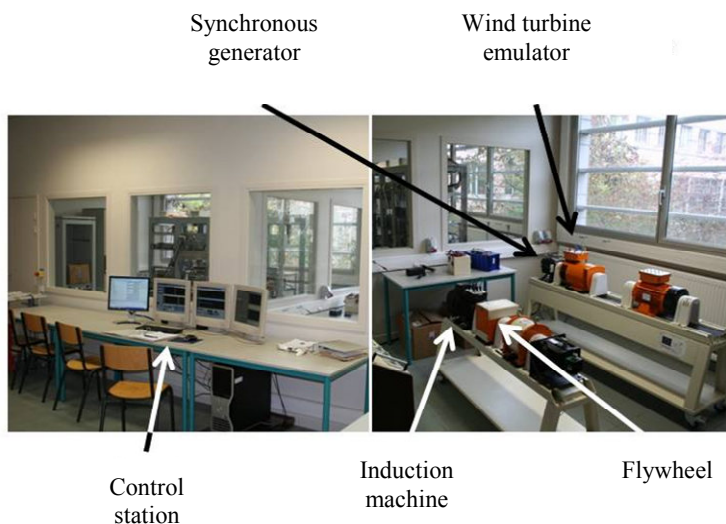 Synchronous
generator
Wind turbine
emulator
Control
station
Induction
machine
Flywheel